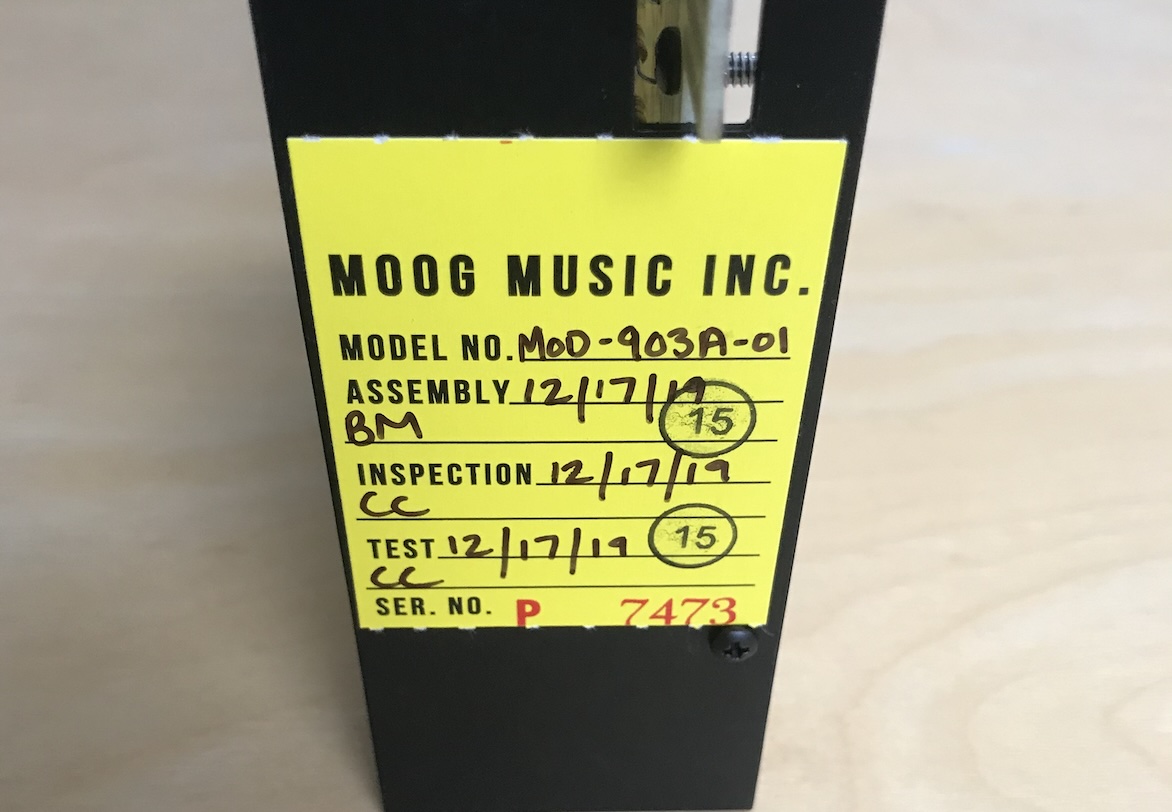 MOOG MUSIC INC.
MODEL NO. MOD-903A-01
ASSEMBLY 12/17/19
BM 15
INSPECTION 12/17/19
CC
TEST 12/17/19 15
CC
SER. NO. P 7473